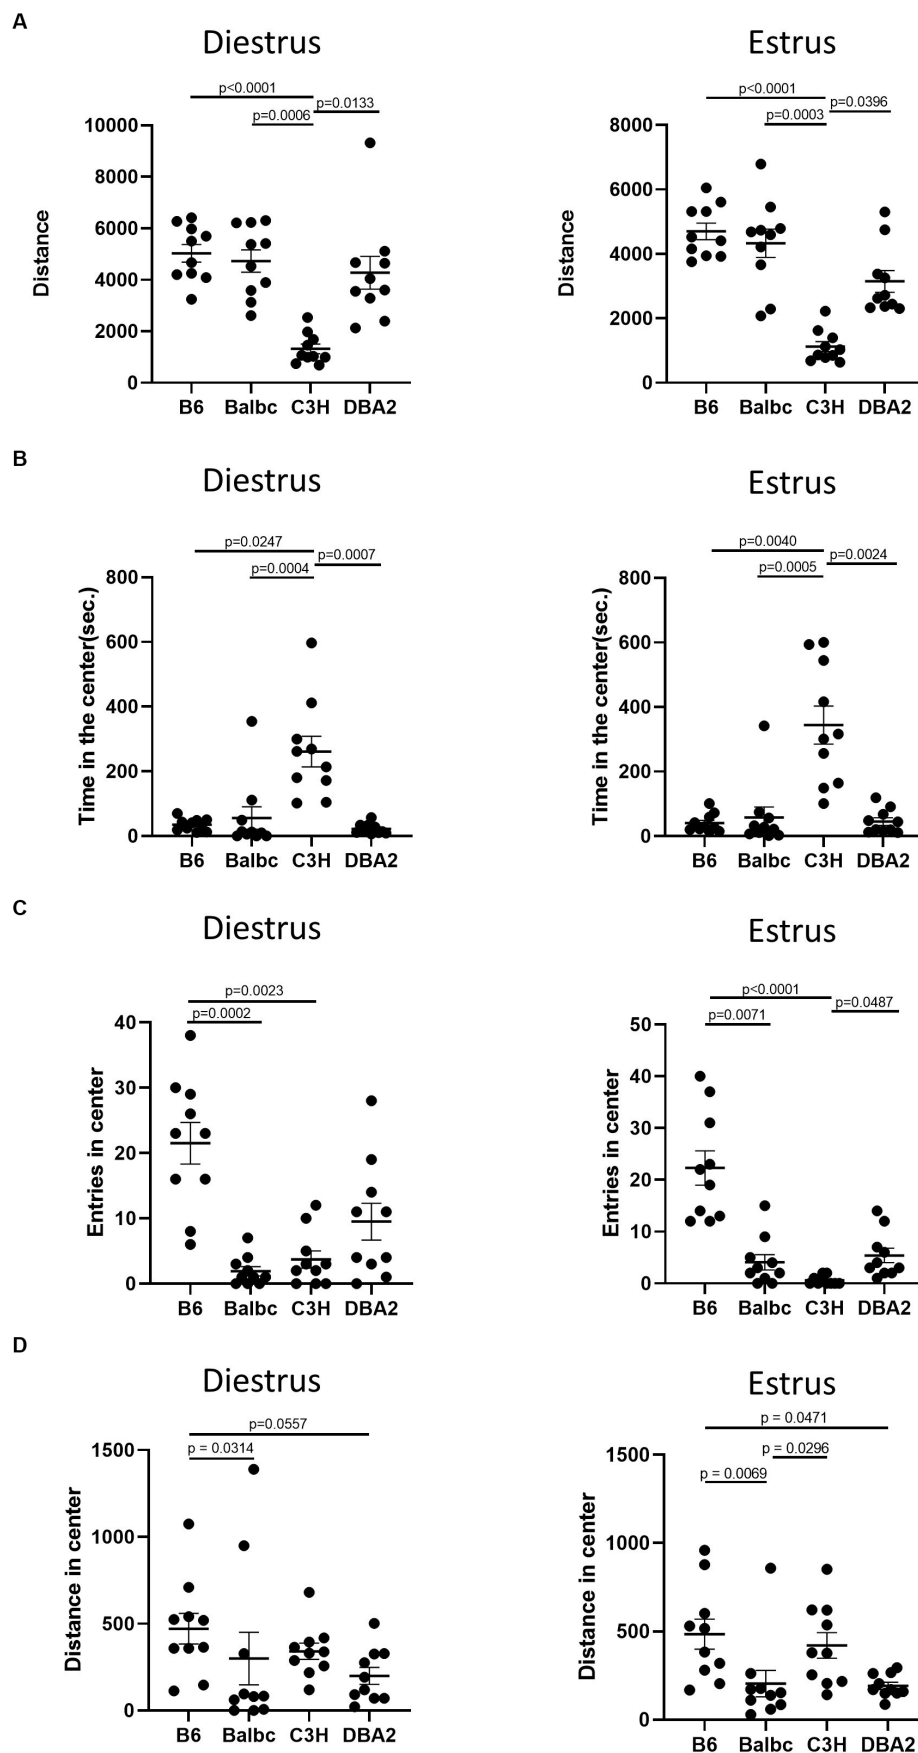 A
Diestrus
Estrus
p<0.0001
p=0.0133
p=0.0006
p<0.0001
p=0.0396
p=0.0003
10000
8000
6000
4000
2000
0
Distance
B6 Balbc C3H DBA2
8000
6000
4000
2000
0
Distance
B6 Balbc C3H DBA2
B
Diestrus
Estrus
p=0.0247
p=0.0007
p=0.0004
p=0.0040
p=0.0024
p=0.0005
800
600
400
200
0
Time in the center(sec.)
B6 Balbc C3H DBA2
800
600
400
200
0
Time in the center(sec.)
B6 Balbc C3H DBA2
C
Diestrus
Estrus
p=0.0023
p=0.0002
p<0.0001
p=0.0487
p=0.0071
40
30
20
10
0
Entries in center
B6 Balbc C3H DBA2
50
40
30
20
10
0
Entries in center
B6 Balbc C3H DBA2
D
Diestrus
Estrus
p=0.0557
p = 0.0314
p = 0.0471
p = 0.0296
p = 0.0069
1500
1000
500
0
Distance in center
B6 Balbc C3H DBA2
1500
1000
500
0
Distance in center
B6 Balbc C3H DBA2